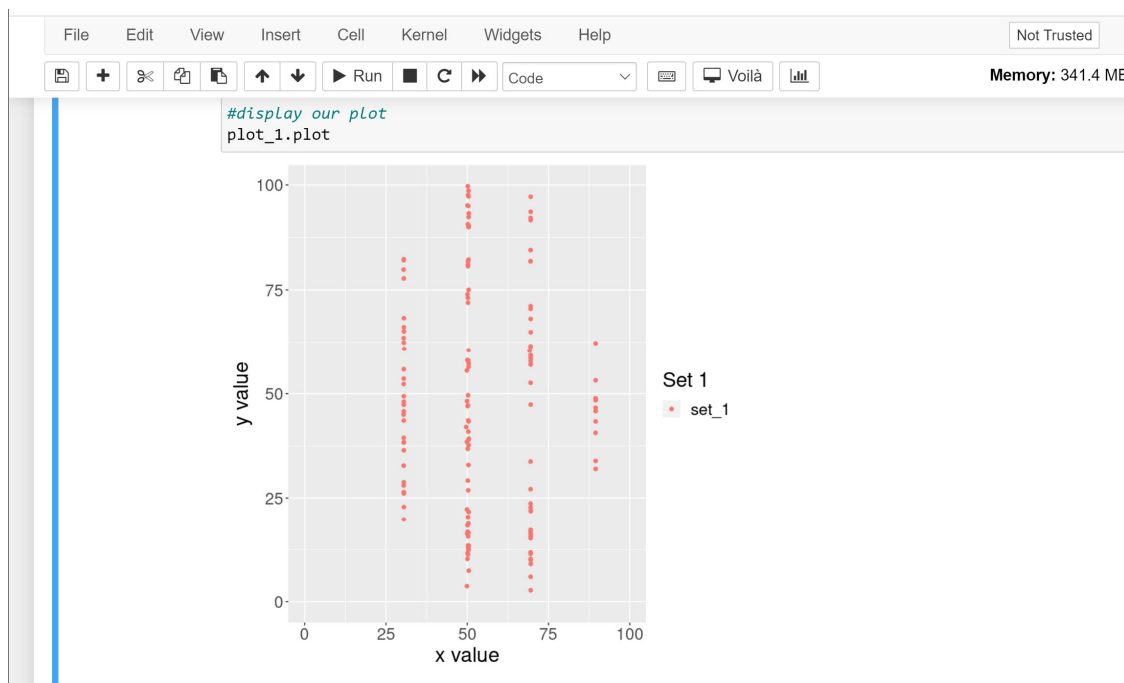 File Edit View Insert Cell Kernel Widgets Help Not Trusted
Run Code Voilà Memory: 341.4 MB
#display our plot
plot_1.plot
100
75
50
25
0
y value
Set 1
set_1
0 25 50 75 100
x value